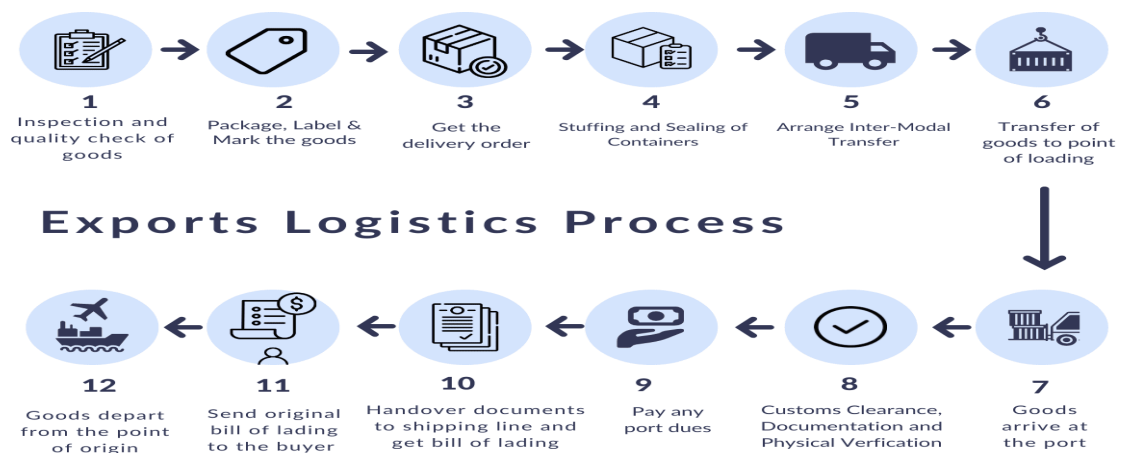 1
Inspection and
quality check of
goods
2
Package, Label &
Mark the goods
3
Get the
delivery order
4
Stuffing and Sealing of
Containers
5
Arrange Inter-Modal
Transfer
6
Transfer of
goods to point
of loading
Exports Logistics Process
$
12
Goods depart
from the point
of origin
11
Send original
bill of lading
to the buyer
10
Handover documents
to shipping line and
get bill of lading
9
Pay any
port dues
8
Customs Clearance,
Documentation and
Physical Verfication
7
Goods
arrive at
the port